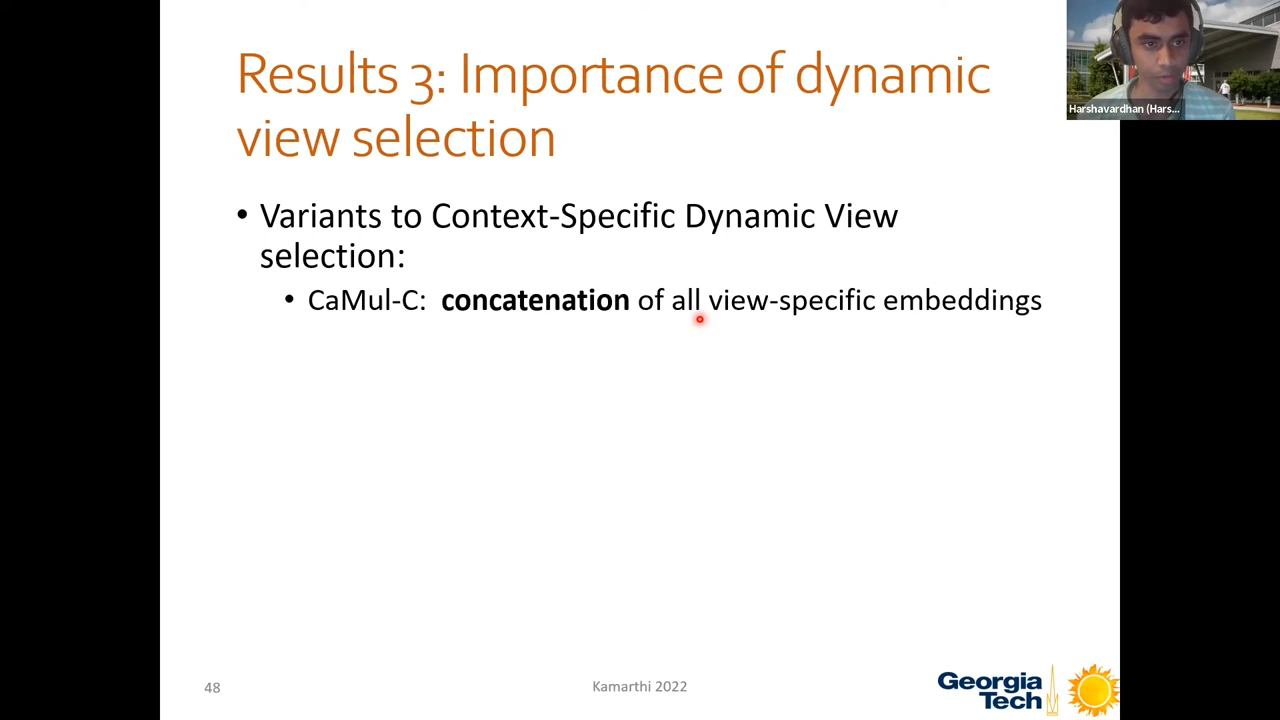 Results 3: Importance of dynamic
view selection
Harshavardhan (Hars...
• Variants to Context-Specific Dynamic View
selection:
• CaMul-C: concatenation of all view-specific embeddings
48
Kamarthi 2022
Georgia
Tech